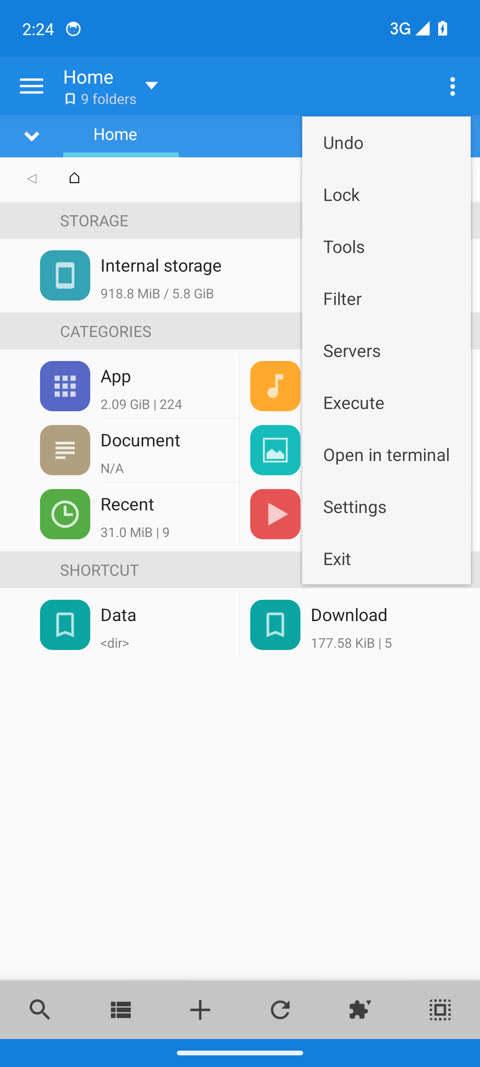 2:24
3G
Home
9 folders
Home
Undo
Lock
Tools
Filter
Servers
Execute
Open in terminal
Settings
Exit
STORAGE
Internal storage
918.8 MiB / 5.8 GiB
CATEGORIES
App
2.09 GiB | 224
Document
N/A
Recent
31.0 MiB | 9
SHORTCUT
Data
<dir>
Download
177.58 KiB | 5